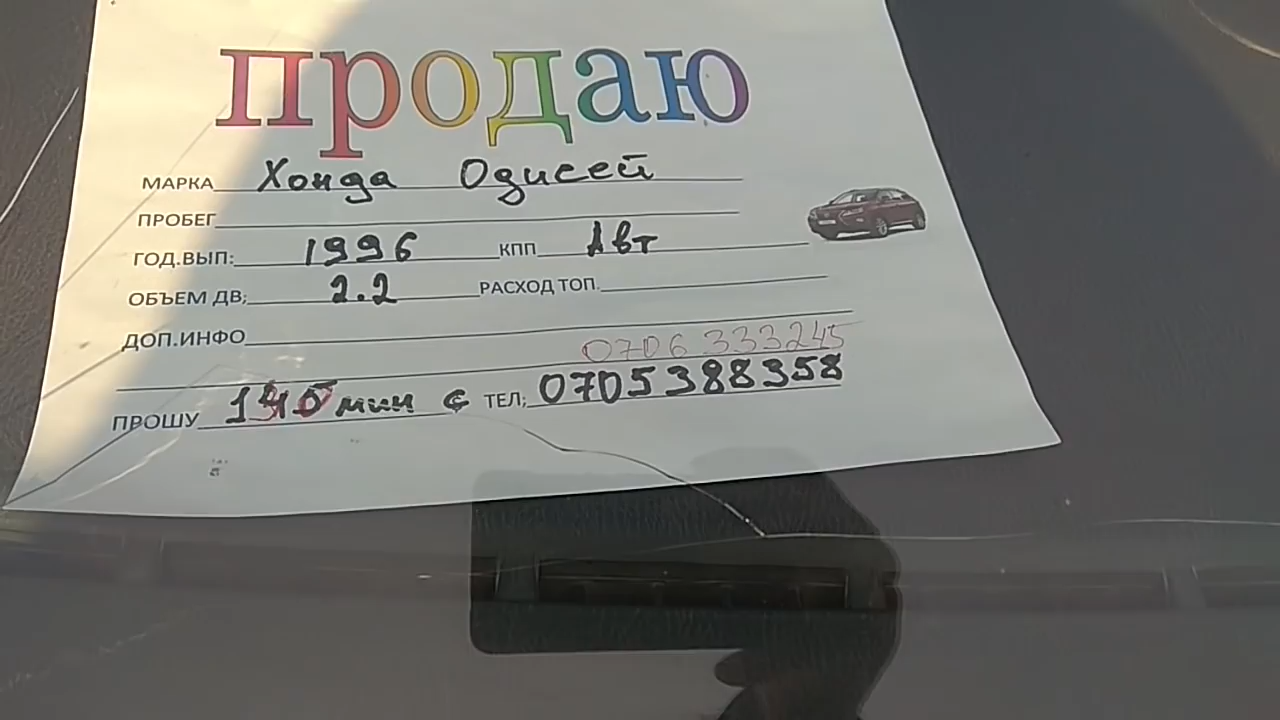 продаю
МАРКА Хонда Одисей
ПРОБЕГ
ГОД.ВЫП: 1996 КПП Авт
ОБЪЕМ ДВ; 2.2 РАСХОД ТОП.
ДОП.ИНФО
0706 333245
ПРОШУ мин с ТЕЛ; 0705388358